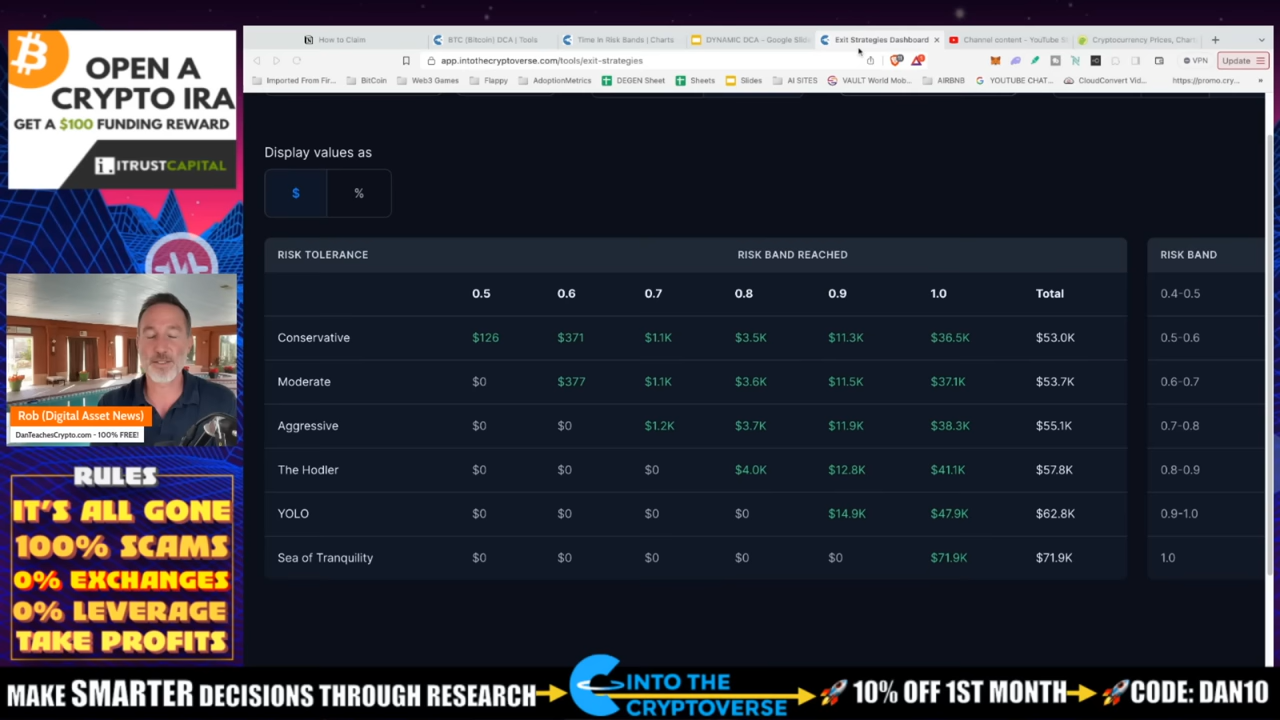 OPEN A
CRYPTO IRA
GET A $100 FUNDING REWARD
i. ITRUSTCAPITAL
How to Claim
BTC (Bitcoin) DCA | Tools
Time in Risk Bands | Charts
DYNAMIC DCA - Google Slid
Exit Strategies Dashboard
Channel content - YouTube S
Cryptocurrency Prices, Char
app.intothecryptoverse.com/tools/exit-strategies
VPN
Update
Imported From Fir...
BitCoin
Web3 Games
Flappy
AdoptionMetrics
DEGEN Sheet
Sheets
Slides
AI SITES
VAULT World Mob...
AIRBNB
YOUTUBE CHAT...
CloudConvert Vid...
https://promo.cry...
Display values as
$ %
RISK TOLERANCE RISK BAND REACHED RISK BAND
0.5 0.6 0.7 0.8 0.9 1.0 Total 0.4-0.5
Conservative $126 $371 $1.1K $3.5K $11.3K $36.5K $53.0K 0.5-0.6
Moderate $0 $377 $1.1K $3.6K $11.5K $37.1K $53.7K 0.6-0.7
Aggressive $0 $0 $1.2K $3.7K $11.9K $38.3K $55.1K 0.7-0.8
The Hodler $0 $0 $0 $4.0K $12.8K $41.1K $57.8K 0.8-0.9
YOLO $0 $0 $0 $0 $14.9K $47.9K $62.8K 0.9-1.0
Sea of Tranquility $0 $0 $0 $0 $0 $71.9K $71.9K 1.0
Rob (Digital Asset News)
DanTeachesCrypto.com - 100% FREE!
RULES
IT'S ALL GONE
100% SCAMS
0% EXCHANGES
0% LEVERAGE
TAKE PROFITS
MAKE SMARTER DECISIONS THROUGH RESEARCH
INTO THE
CRYPTOVERSE
10% OFF 1ST MONTH
CODE: DAN10